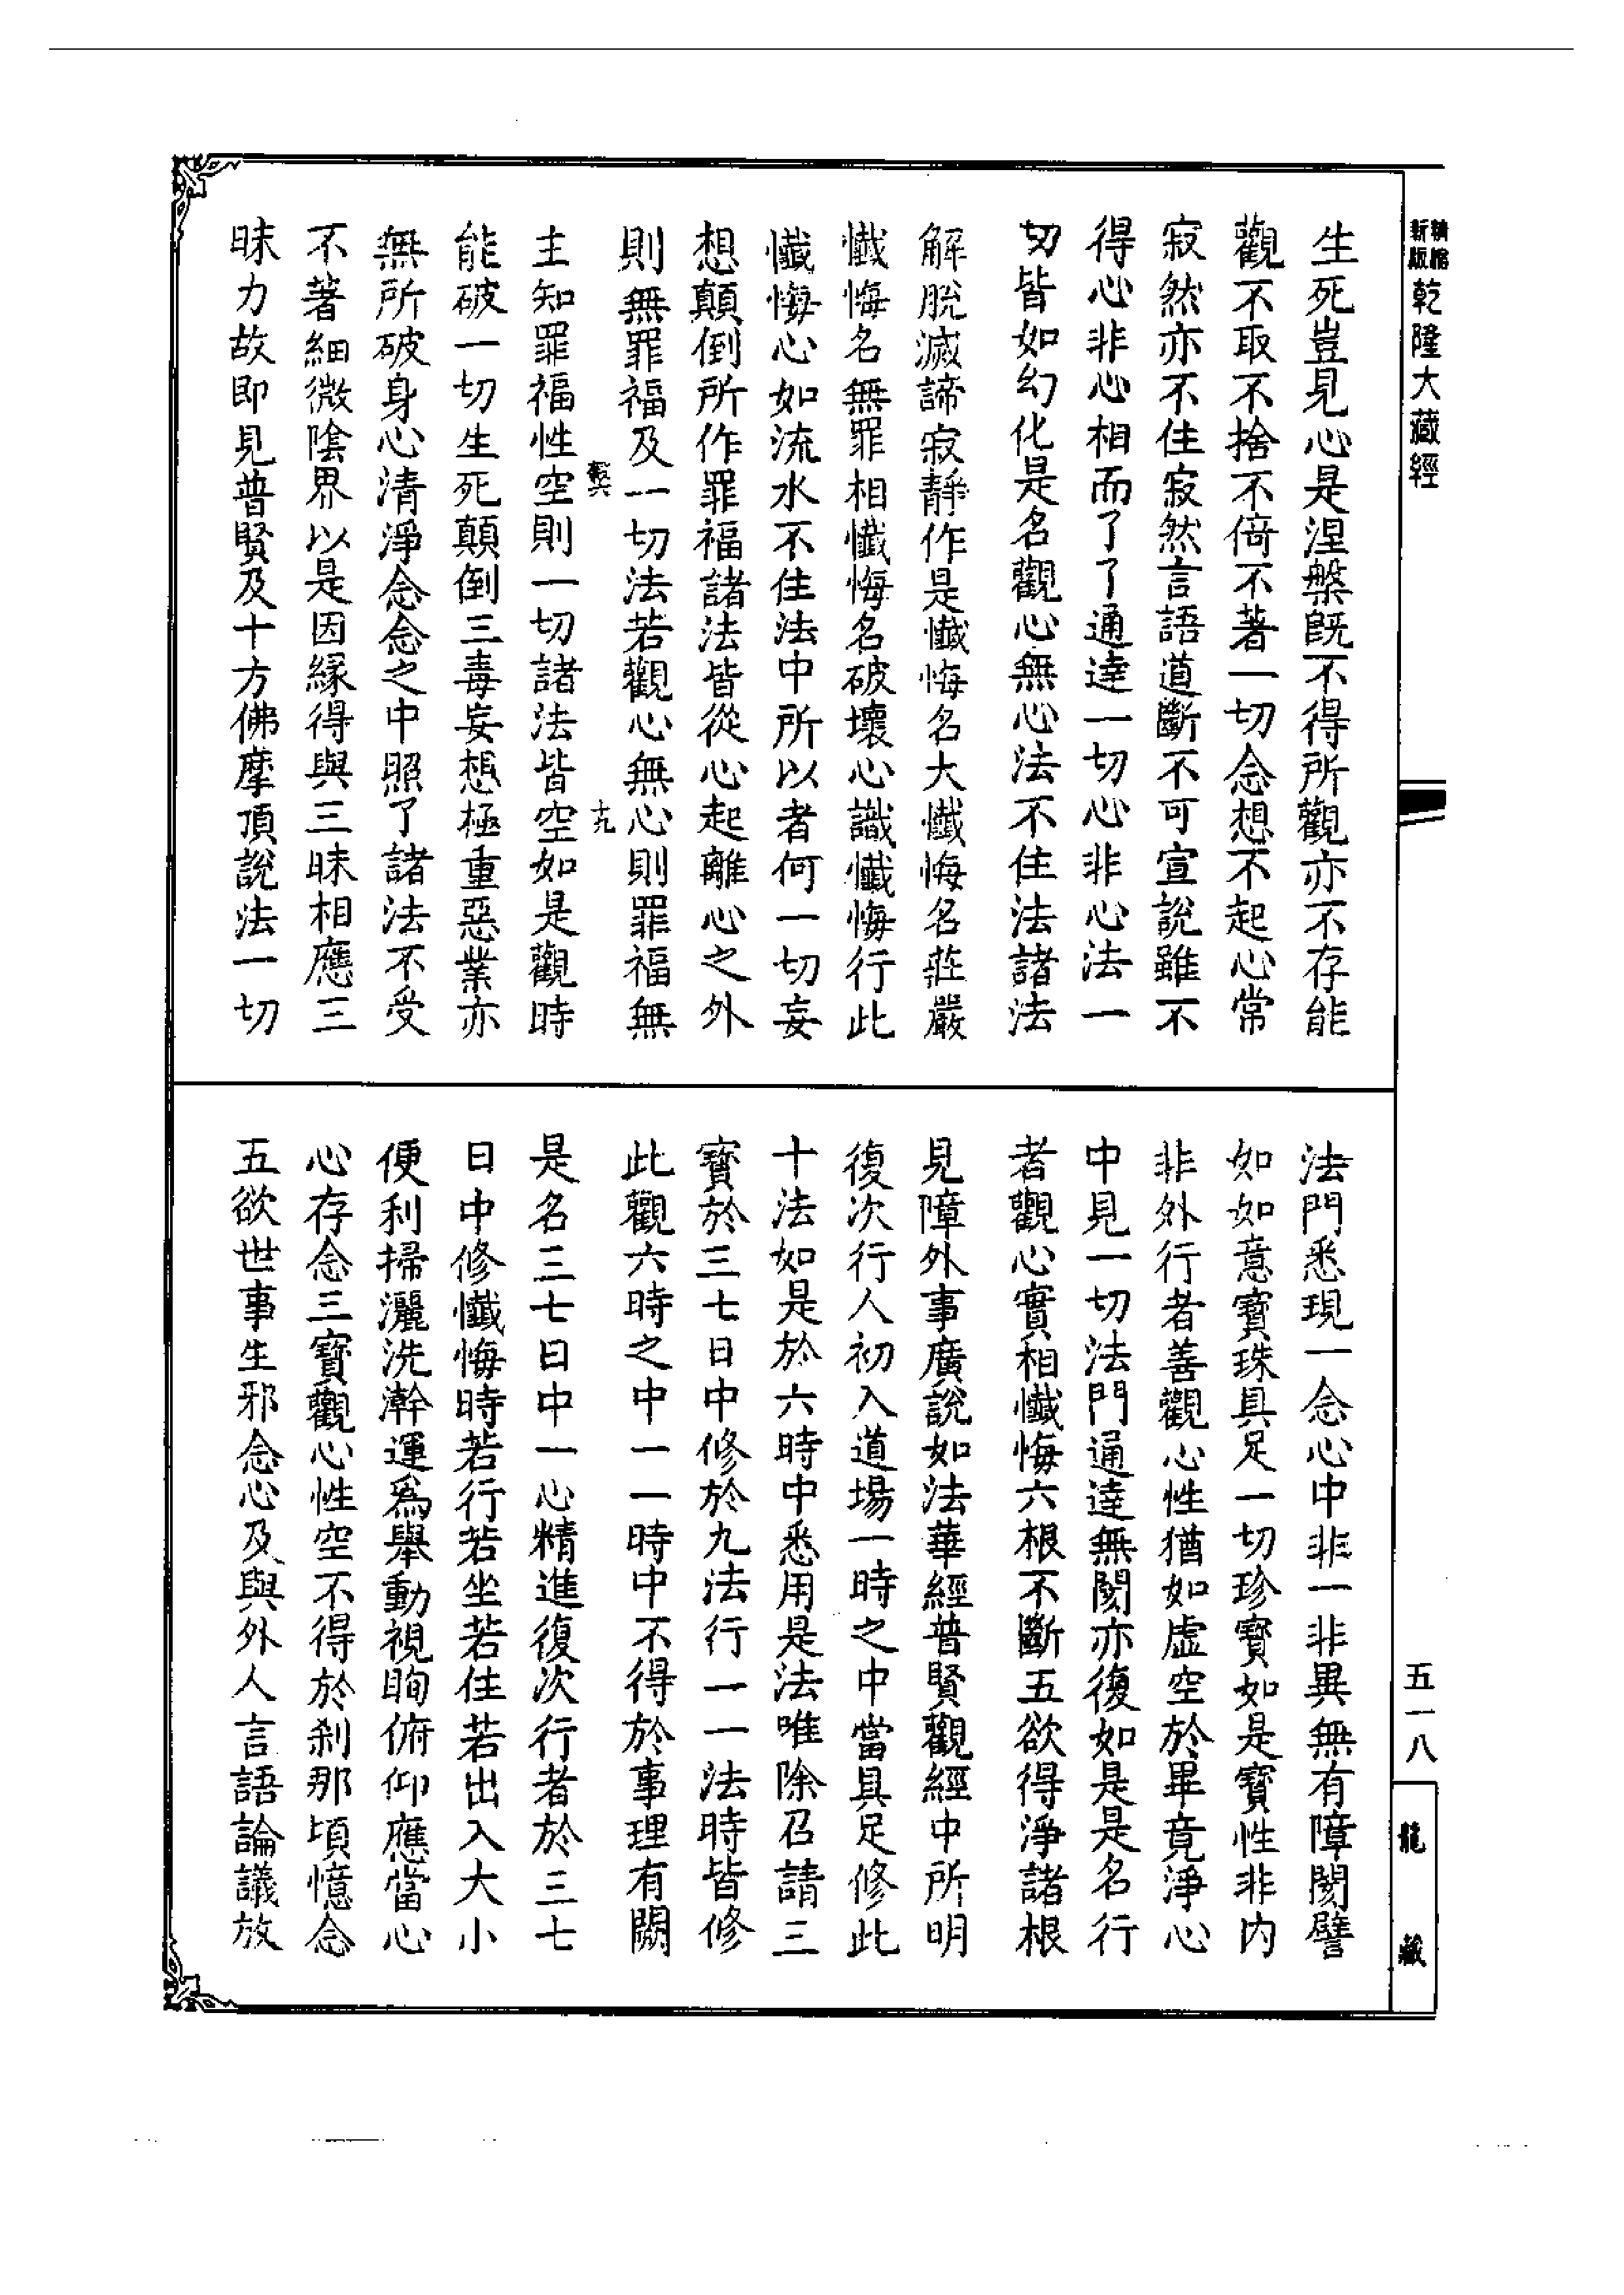 精縮
新版
乾隆大藏經
五一八
龍藏
生死豈見心是涅槃旣不得所觀亦不存能
觀不取不捨不倚不著一切念想不起心常
寂然亦不住寂然言語道斷不可宣說雖不
得心非心相而了了通達一切心非心法一
切皆如幻化是名觀心無心法不住法諸法
解脫滅諦寂靜作是懺悔名大懺悔名莊嚴
懺悔名無罪相懺悔名破壞心識懺悔行此
懺悔心如流水不住法中所以者何一切妄
想顛倒所作罪福諸法皆從心起離心之外
則無罪福及一切法若觀心無心則罪福無
十九
主知罪福性空則一切諸法皆空如是觀時
能破一切生死顛倒三毒妄想極重惡業亦
無所破身心清淨念念之中照了諸法不受
不著細微陰界以是因緣得與三昧相應三
昧力故即見普賢及十方佛摩頂說法一切
法門悉現一念心中非一非異無有障閡譬
如如意寶珠具足一切珍寶如是寶性非內
非外行者善觀心性猶如虛空於畢竟淨心
中見一切法門通達無閡亦復如是是名行
者觀心實相懺悔六根不斷五欲得淨諸根
見障外事廣說如法華經普賢觀經中所明
復次行人初入道場一時之中當具足修此
十法如是於六時中悉用是法唯除召請三
寶於三七日中修於九法行一一法時皆修
此觀六時之中一一時中不得於事理有闕
是名三七日中一心精進復次行者於三七
日中修懺悔時若行若坐若住若出入大小
便利掃灑洗澣運爲舉動視眴俯仰應當心
心存念三寶觀心性空不得於刹那頃憶念
五欲世事生邪念心及與外人言語論議放